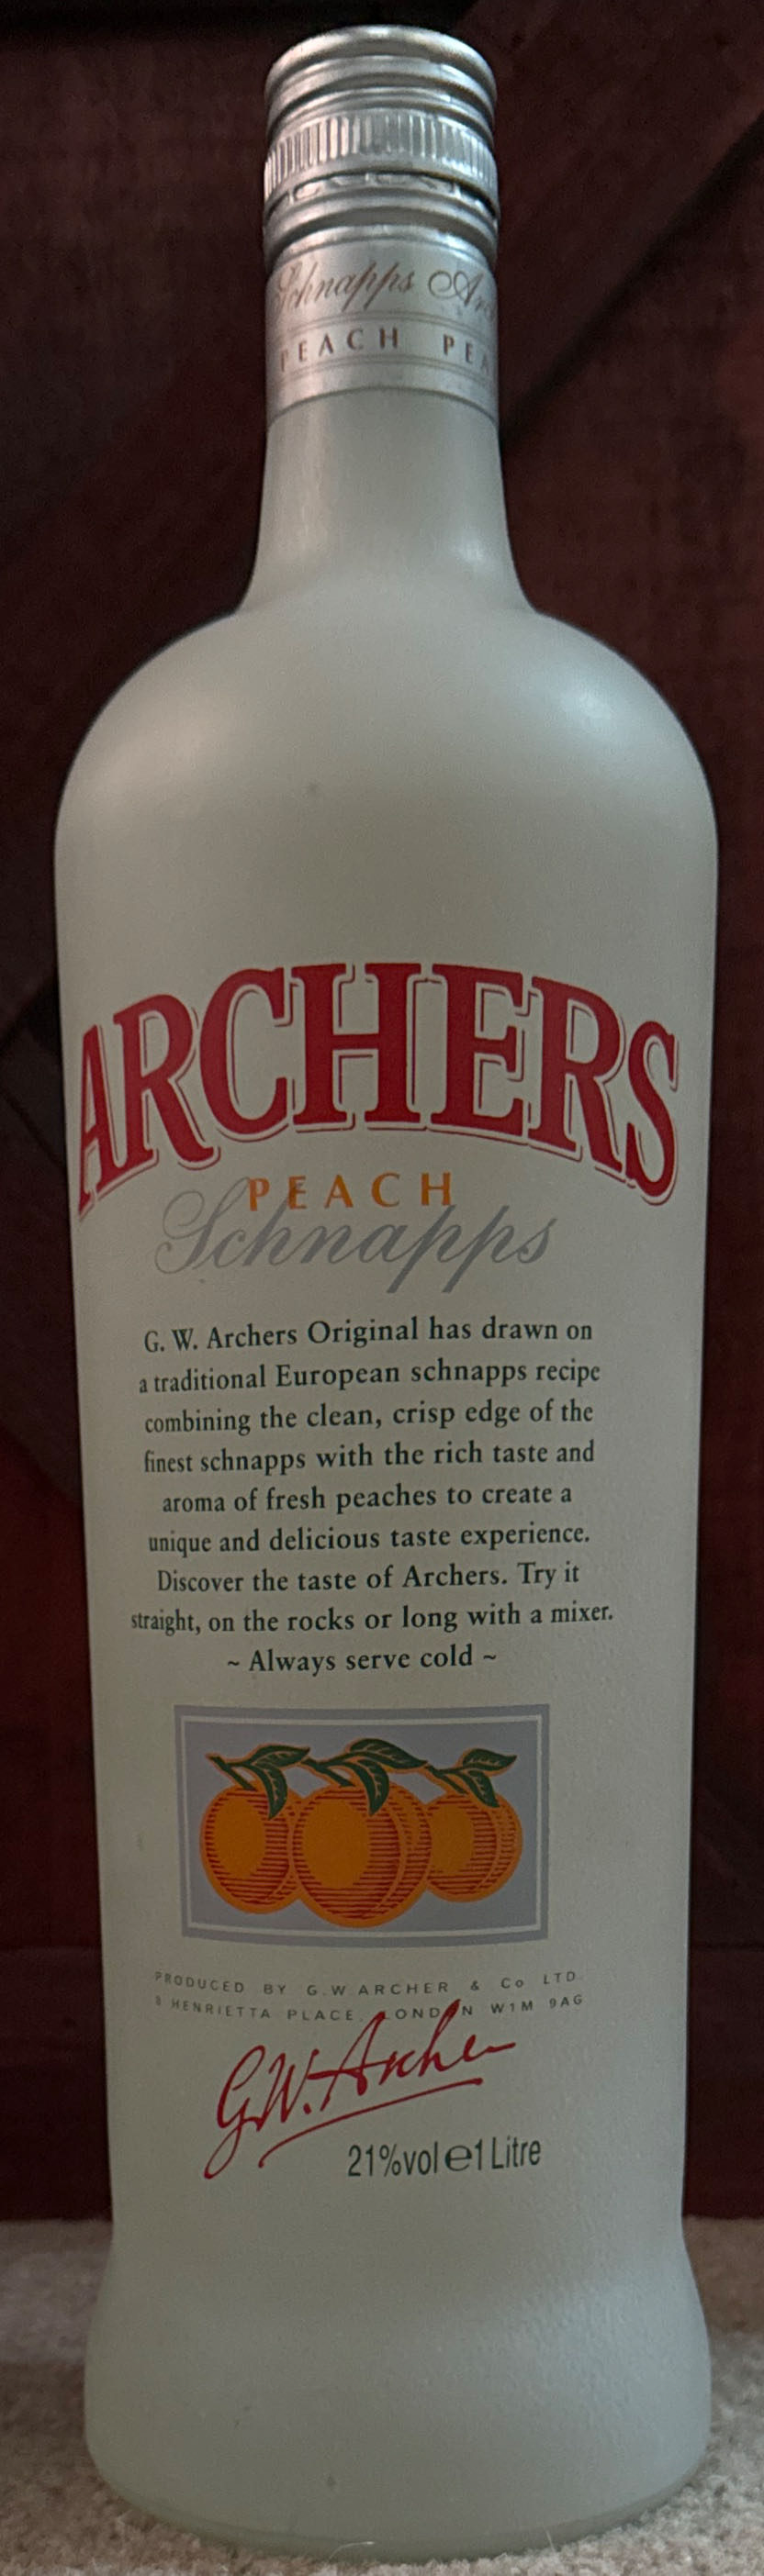 Schnapps Arc
PEACH PEA
ARCHERS
PEACH
Schnapps
G. W. Archers Original has drawn on
a traditional European schnapps recipe
combining the clean, crisp edge of the
finest schnapps with the rich taste and
aroma of fresh peaches to create a
unique and delicious taste experience.
Discover the taste of Archers. Try it
straight, on the rocks or long with a mixer.
~ Always serve cold ~
PRODUCED BY G.W ARCHER & Co LTD.
8 HENRIETTA PLACE, LONDON W1M 9AG
G.W. Archer
21%vol e1 Litre